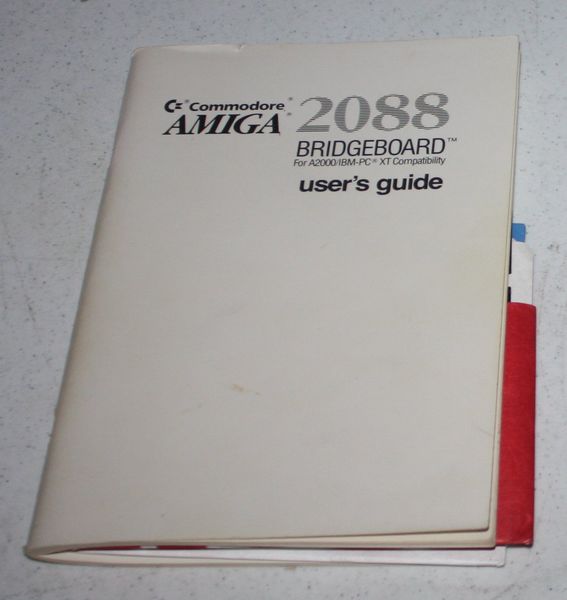 Commodore®
AMIGA® 2088
BRIDGEBOARD™
For A2000/IBM-PC® XT Compatibility
user's guide